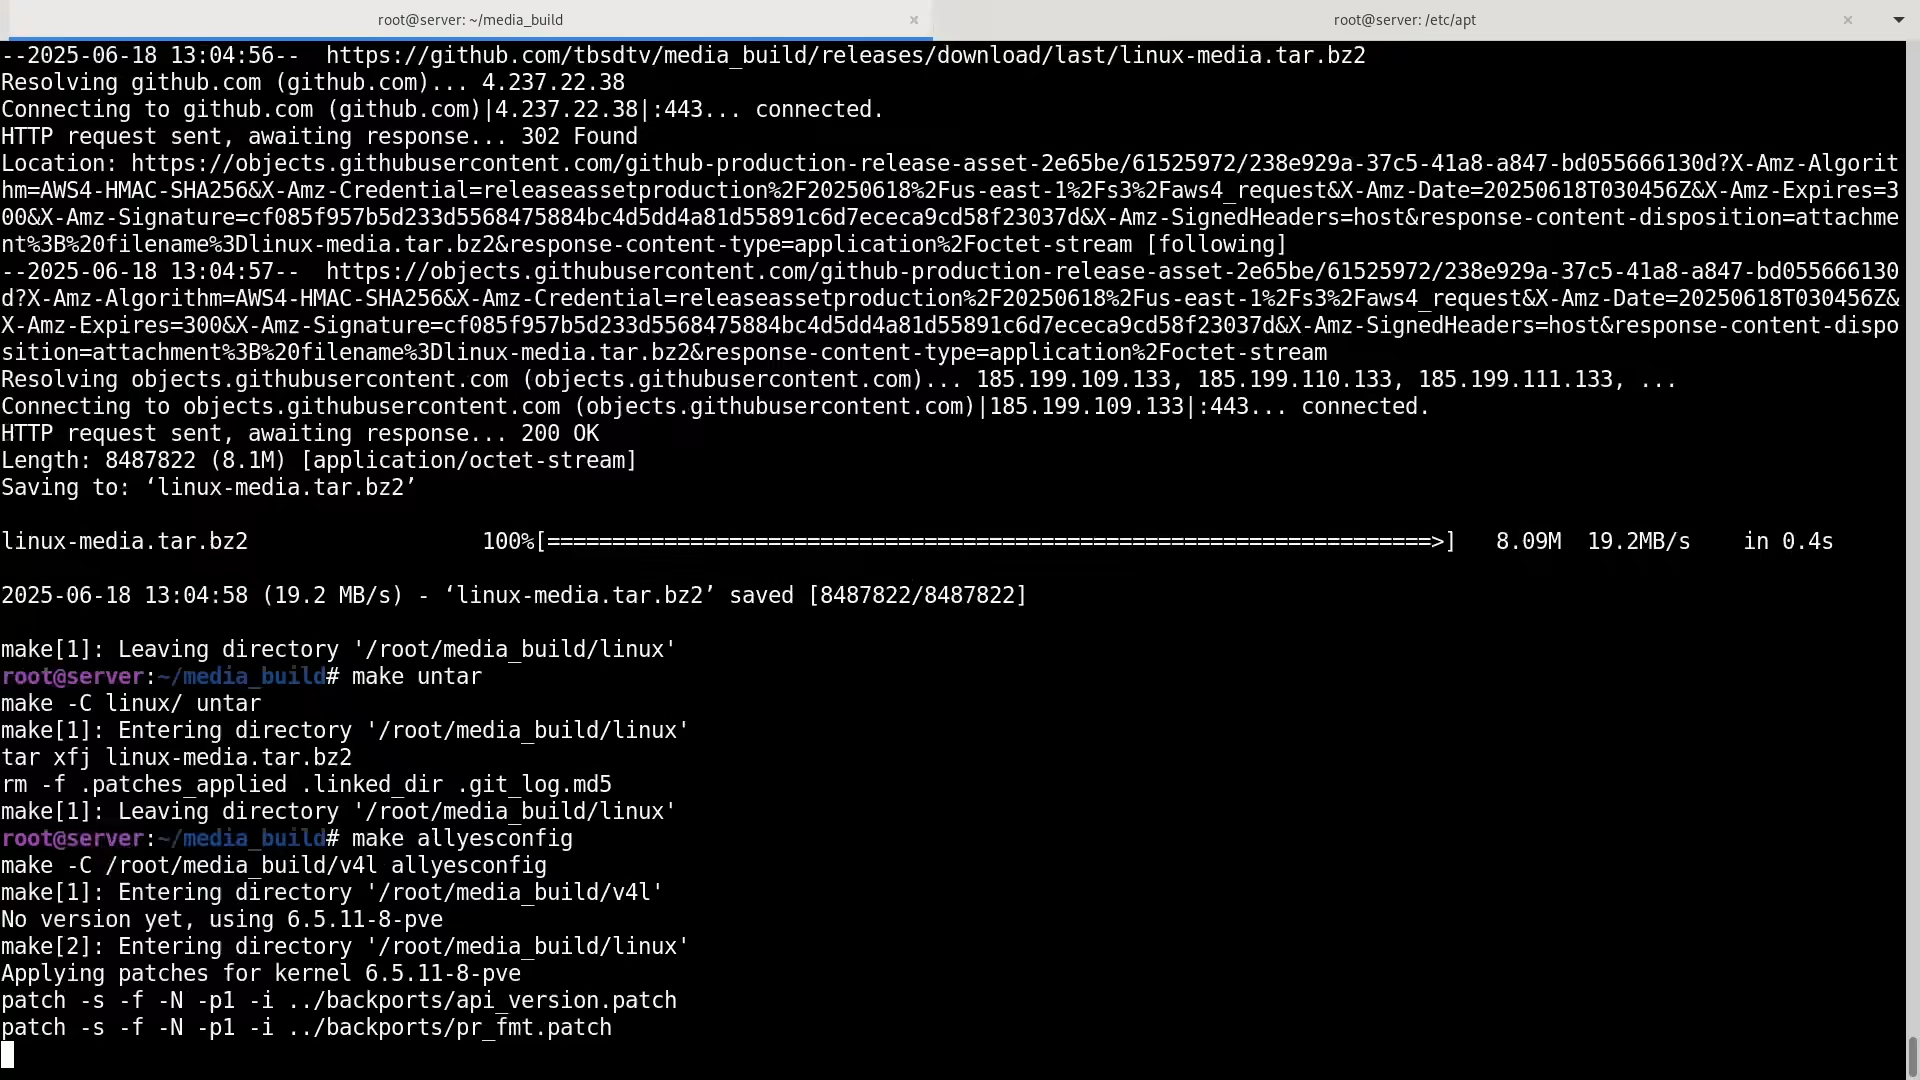 root@server: ~/media_build
root@server: /etc/apt
--2025-06-18 13:04:56--  https://github.com/tbsdtv/media_build/releases/download/last/linux-media.tar.bz2
Resolving github.com (github.com)... 4.237.22.38
Connecting to github.com (github.com)|4.237.22.38|:443... connected.
HTTP request sent, awaiting response... 302 Found
Location: https://objects.githubusercontent.com/github-production-release-asset-2e65be/61525972/238e929a-37c5-41a8-a847-bd055666130d?X-Amz-Algorit
hm=AWS4-HMAC-SHA256&X-Amz-Credential=releaseassetproduction%2F20250618%2Fus-east-1%2Fs3%2Faws4_request&X-Amz-Date=20250618T030456Z&X-Amz-Expires=3
00&X-Amz-Signature=cf085f957b5d233d5568475884bc4d5dd4a81d55891c6d7ececa9cd58f23037d&X-Amz-SignedHeaders=host&response-content-disposition=attachme
nt%3B%20filename%3Dlinux-media.tar.bz2&response-content-type=application%2Foctet-stream [following]
--2025-06-18 13:04:57--  https://objects.githubusercontent.com/github-production-release-asset-2e65be/61525972/238e929a-37c5-41a8-a847-bd055666130
d?X-Amz-Algorithm=AWS4-HMAC-SHA256&X-Amz-Credential=releaseassetproduction%2F20250618%2Fus-east-1%2Fs3%2Faws4_request&X-Amz-Date=20250618T030456Z&
X-Amz-Expires=300&X-Amz-Signature=cf085f957b5d233d5568475884bc4d5dd4a81d55891c6d7ececa9cd58f23037d&X-Amz-SignedHeaders=host&response-content-dispo
sition=attachment%3B%20filename%3Dlinux-media.tar.bz2&response-content-type=application%2Foctet-stream
Resolving objects.githubusercontent.com (objects.githubusercontent.com)... 185.199.109.133, 185.199.110.133, 185.199.111.133, ...
Connecting to objects.githubusercontent.com (objects.githubusercontent.com)|185.199.109.133|:443... connected.
HTTP request sent, awaiting response... 200 OK
Length: 8487822 (8.1M) [application/octet-stream]
Saving to: ‘linux-media.tar.bz2’
linux-media.tar.bz2                  100%[====================================================================>]   8.09M  19.2MB/s    in 0.4s
2025-06-18 13:04:58 (19.2 MB/s) - ‘linux-media.tar.bz2’ saved [8487822/8487822]
make[1]: Leaving directory '/root/media_build/linux'
root@server:~/media_build# make untar
make -C linux/ untar
make[1]: Entering directory '/root/media_build/linux'
tar xfj linux-media.tar.bz2
rm -f .patches_applied .linked_dir .git_log.md5
make[1]: Leaving directory '/root/media_build/linux'
root@server:~/media_build# make allyesconfig
make -C /root/media_build/v4l allyesconfig
make[1]: Entering directory '/root/media_build/v4l'
No version yet, using 6.5.11-8-pve
make[2]: Entering directory '/root/media_build/linux'
Applying patches for kernel 6.5.11-8-pve
patch -s -f -N -p1 -i ../backports/api_version.patch
patch -s -f -N -p1 -i ../backports/pr_fmt.patch